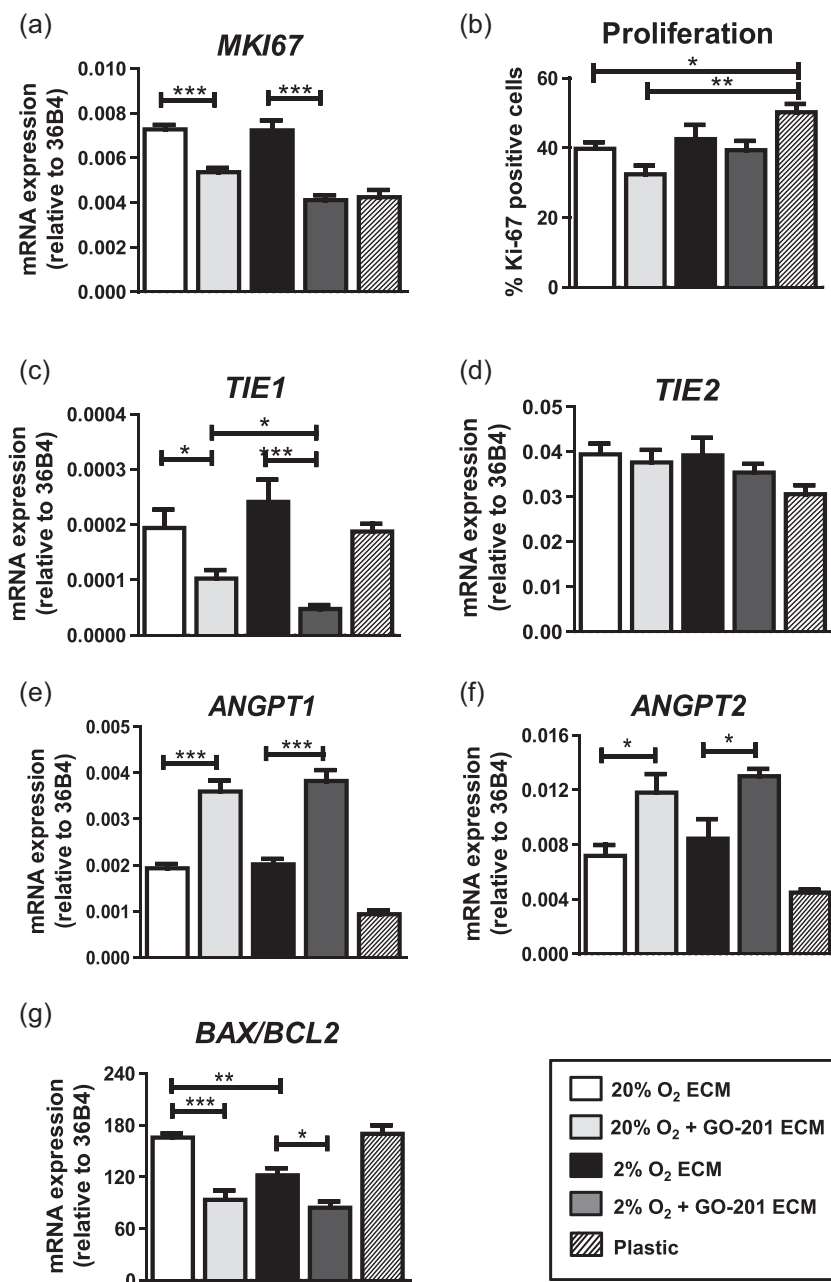 (a)
MKI67
mRNA expression
(relative to 36B4)
0.010
0.008
0.006
0.004
0.002
0.000
***
***
(b)
Proliferation
% Ki-67 positive cells
60
40
20
0
*
**
(c)
TIE1
mRNA expression
(relative to 36B4)
0.0004
0.0003
0.0002
0.0001
0.0000
*
*
***
(d)
TIE2
mRNA expression
(relative to 36B4)
0.05
0.04
0.03
0.02
0.01
0.00
(e)
ANGPT1
mRNA expression
(relative to 36B4)
0.005
0.004
0.003
0.002
0.001
0.000
***
***
(f)
ANGPT2
mRNA expression
(relative to 36B4)
0.016
0.012
0.008
0.004
0.000
*
*
(g)
BAX/BCL2
mRNA expression
(relative to 36B4)
240
180
120
60
0
**
***
*
20% O₂ ECM
20% O₂ + GO-201 ECM
2% O₂ ECM
2% O₂ + GO-201 ECM
Plastic